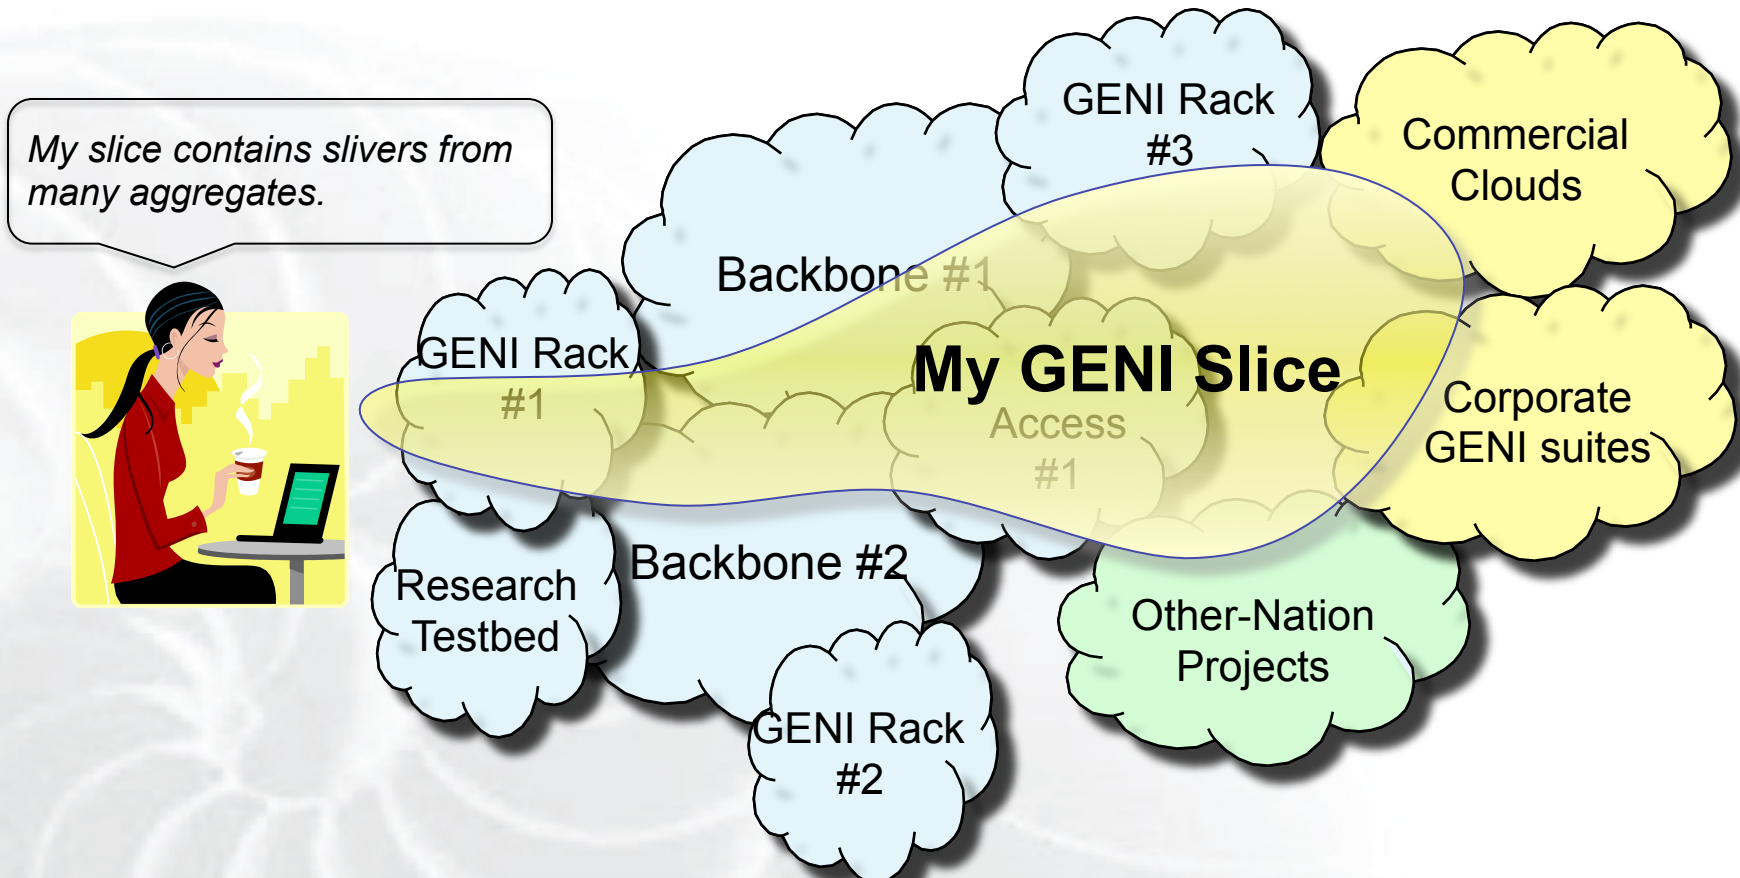 My slice contains slivers from
many aggregates.
GENI Rack
#3
Commercial
Clouds
Backbone #1
GENI Rack
#1
My GENI Slice
Access
#1
Corporate
GENI suites
Research
Testbed
Backbone #2
Other-Nation
Projects
GENI Rack
#2